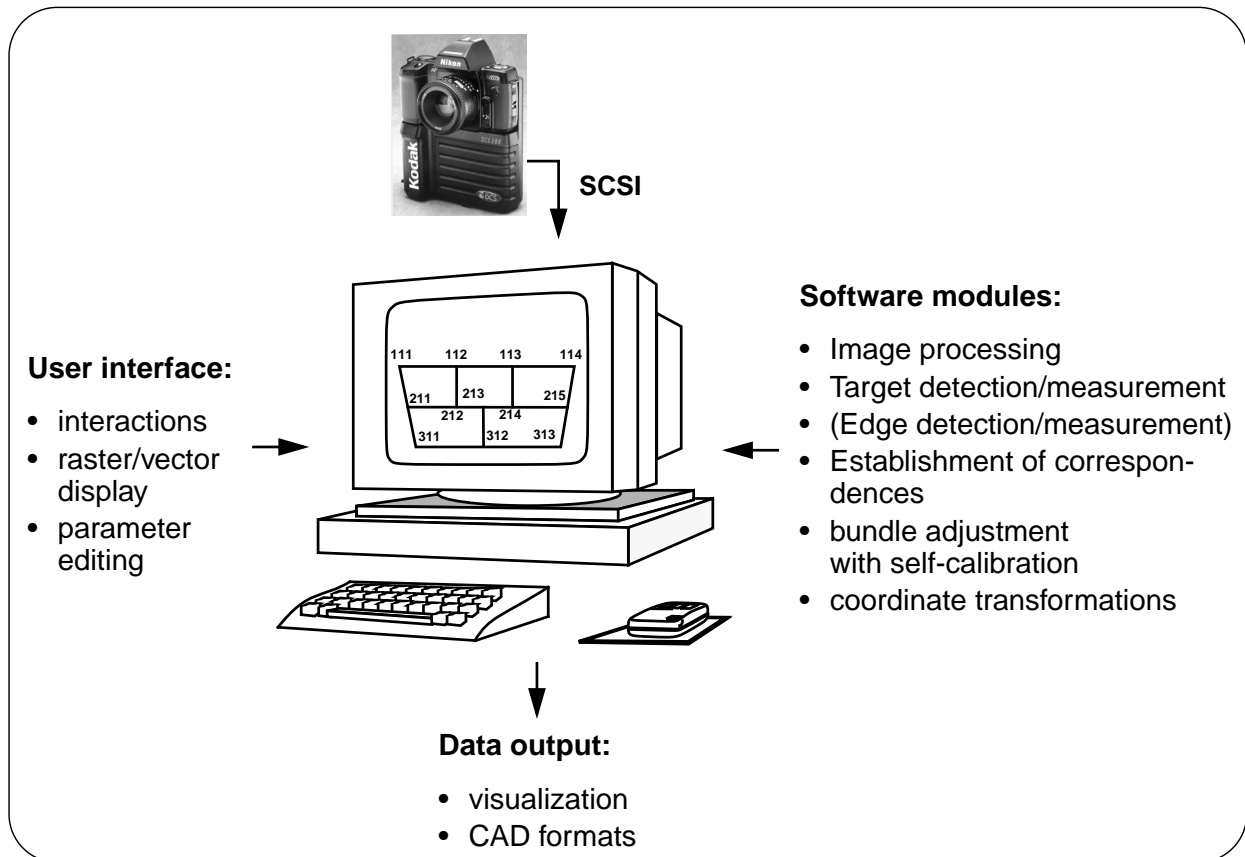 Nikon
DCS 200
Kodak
DCS
SCSI
User interface:
• interactions
• raster/vector
display
• parameter
editing
111 112 113 114
211 213 215
212 214
311 312 313
Software modules:
• Image processing
• Target detection/measurement
• (Edge detection/measurement)
• Establishment of correspon-
dences
• bundle adjustment
with self-calibration
• coordinate transformations
Data output:
• visualization
• CAD formats